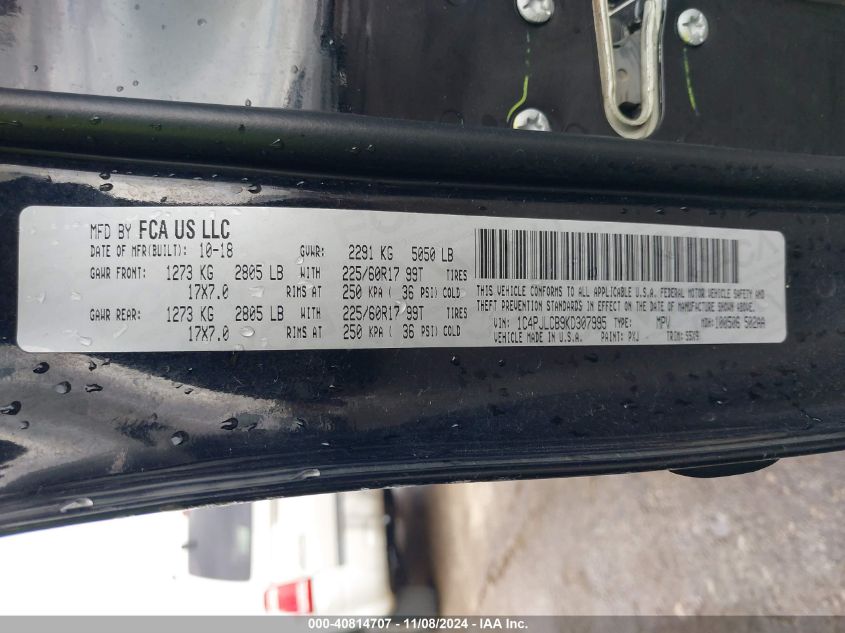 MFD BY FCA US LLC
DATE OF MFR(BUILT): 10-18 GVWR: 2291 KG 5050 LB
GAWR FRONT: 1273 KG 2805 LB WITH 225/60R17 99T TIRES
17X7.0 RIMS AT 250 KPA ( 36 PSI) COLD
GAWR REAR: 1273 KG 2805 LB WITH 225/60R17 99T TIRES
17X7.0 RIMS AT 250 KPA ( 36 PSI) COLD
THIS VEHICLE CONFORMS TO ALL APPLICABLE U.S.A. FEDERAL MOTOR VEHICLE SAFETY AND
THEFT PREVENTION STANDARDS IN EFFECT ON THE DATE OF MANUFACTURE SHOWN ABOVE.
VIN: 1C4PJLCB9KD307995 TYPE: MPV MDH: 100506 502AA
VEHICLE MADE IN U.S.A. PAINT: PXJ TRIM: S5X9
000-40814707 - 11/08/2024 - IAA Inc.